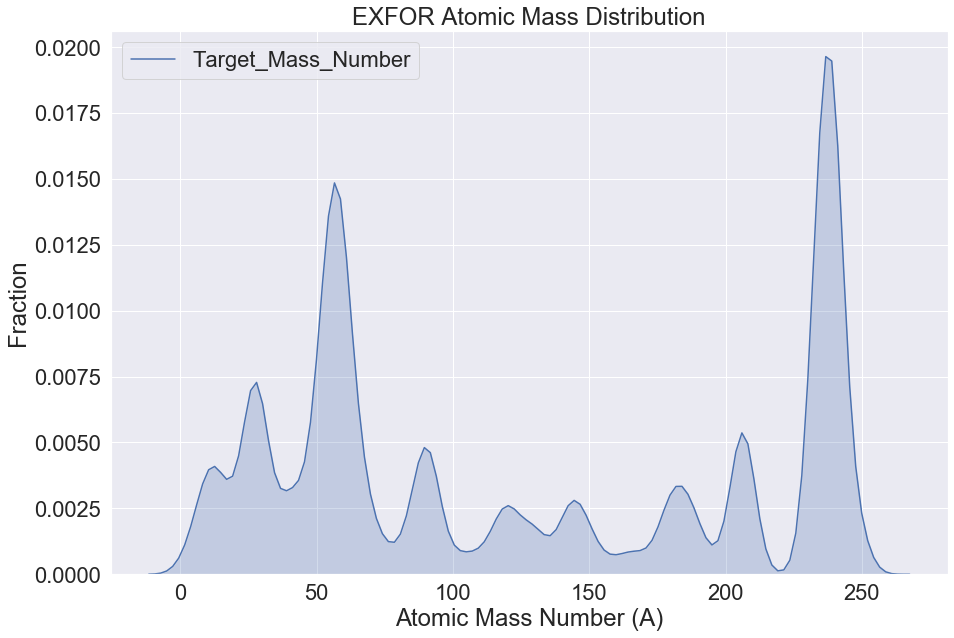 EXFOR Atomic Mass Distribution
Target_Mass_Number
0.0200
0.0175
0.0150
0.0125
0.0100
0.0075
0.0050
0.0025
0.0000
Fraction
0 50 100 150 200 250
Atomic Mass Number (A)